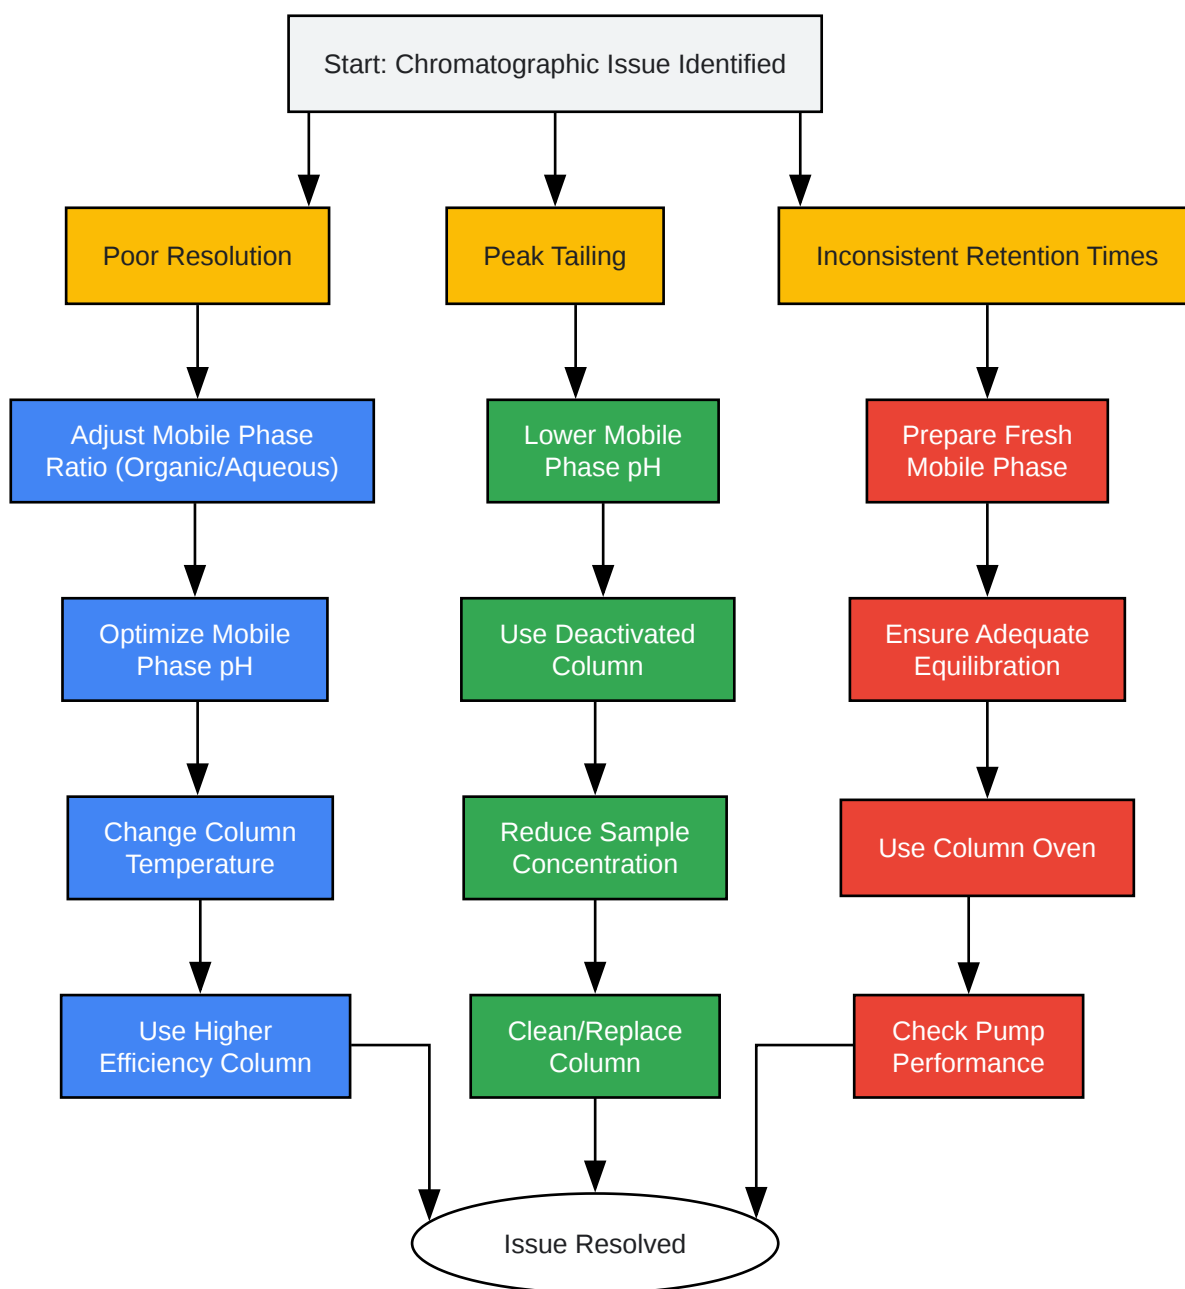 Start: Chromatographic Issue Identified
Poor Resolution
Peak Tailing
Inconsistent Retention Times
Adjust Mobile Phase
Ratio (Organic/Aqueous)
Lower Mobile
Phase pH
Prepare Fresh
Mobile Phase
Optimize Mobile
Phase pH
Use Deactivated
Column
Ensure Adequate
Equilibration
Change Column
Temperature
Reduce Sample
Concentration
Use Column Oven
Use Higher
Efficiency Column
Clean/Replace
Column
Check Pump
Performance
Issue Resolved